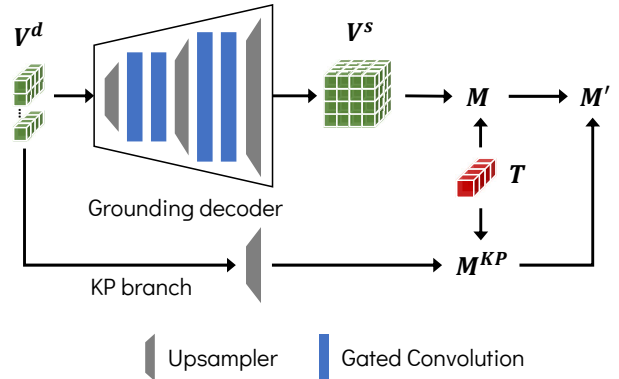 V^d
V^s
M
M'
T
Grounding decoder
KP branch
M^{KP}
Upsampler
Gated Convolution